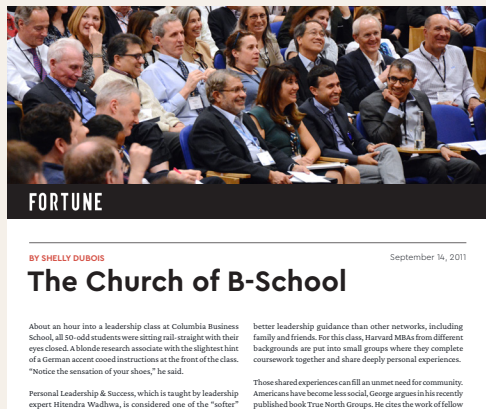 FORTUNE
BY SHELLY DUBOIS
September 14, 2011
The Church of B-School
About an hour into a leadership class at Columbia Business
School, all 50-odd students were sitting rail-straight with their
eyes closed. A blonde research associate with the slightest hint
of a German accent cooed instructions at the front of the class.
“Notice the sensation of your shoes,” he said.
Personal Leadership & Success, which is taught by leadership
expert Hitendra Wadhwa, is considered one of the “softer”
better leadership guidance than other networks, including
family and friends. For this class, Harvard MBAs from different
backgrounds are put into small groups where they complete
coursework together and share deeply personal experiences.
Those shared experiences can fill an unmet need for community.
Americans have become less social, George argues in his recently
published book True North Groups. He cites the work of fellow